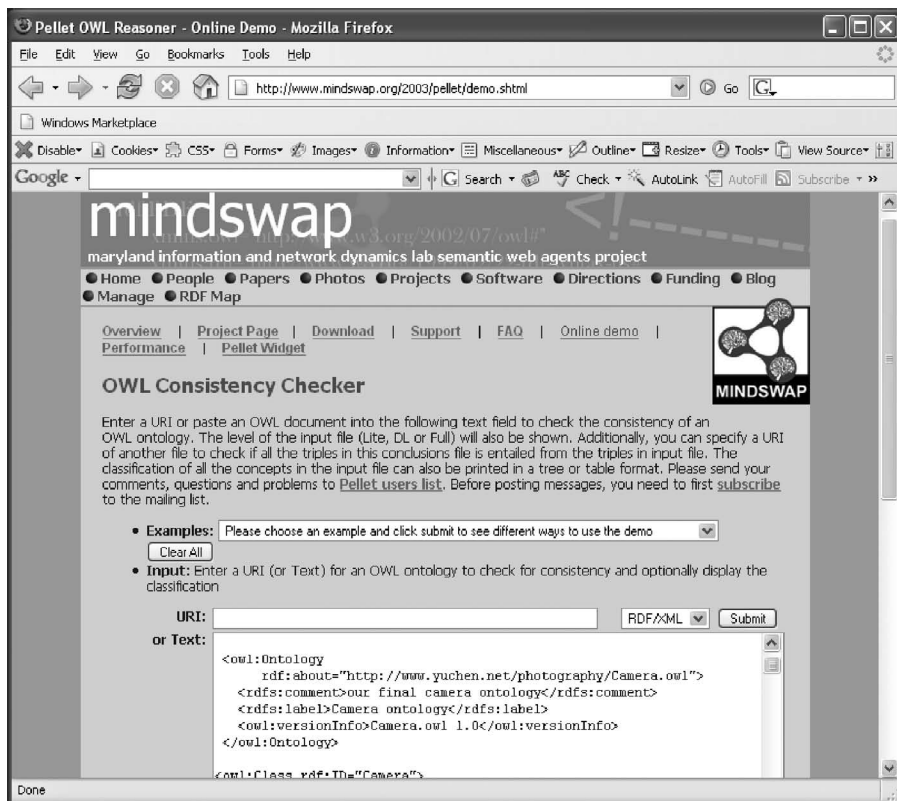 Pellet OWL Reasoner - Online Demo - Mozilla Firefox
File Edit View Go Bookmarks Tools Help
http://www.mindswap.org/2003/pellet/demo.shtml Go G
Windows Marketplace
Disable Cookies CSS Forms Images Information Miscellaneous Outline Resize Tools View Source
Google G Search ABC Check AutoLink AutoFill Subscribe »
mindswap
http://www.w3.org/2002/07/owl#" <!--
maryland information and network dynamics lab semantic web agents project
Home People Papers Photos Projects Software Directions Funding Blog
Manage RDF Map
Overview | Project Page | Download | Support | FAQ | Online demo |
Performance | Pellet Widget
MINDSWAP
OWL Consistency Checker
Enter a URI or paste an OWL document into the following text field to check the consistency of an
OWL ontology. The level of the input file (Lite, DL or Full) will also be shown. Additionally, you can specify a URI
of another file to check if all the triples in this conclusions file is entailed from the triples in input file. The
classification of all the concepts in the input file can also be printed in a tree or table format. Please send your
comments, questions and problems to Pellet users list. Before posting messages, you need to first subscribe
to the mailing list.
• Examples: Please choose an example and click submit to see different ways to use the demo
Clear All
• Input: Enter a URI (or Text) for an OWL ontology to check for consistency and optionally display the
classification
URI: RDF/XML Submit
or Text:
<owl:Ontology
rdf:about="http://www.yuchen.net/photography/Camera.owl">
<rdfs:comment>our final camera ontology</rdfs:comment>
<rdfs:label>Camera ontology</rdfs:label>
<owl:versionInfo>Camera.owl 1.0</owl:versionInfo>
</owl:Ontology>
<owl:Class rdf:ID="Camera">
Done